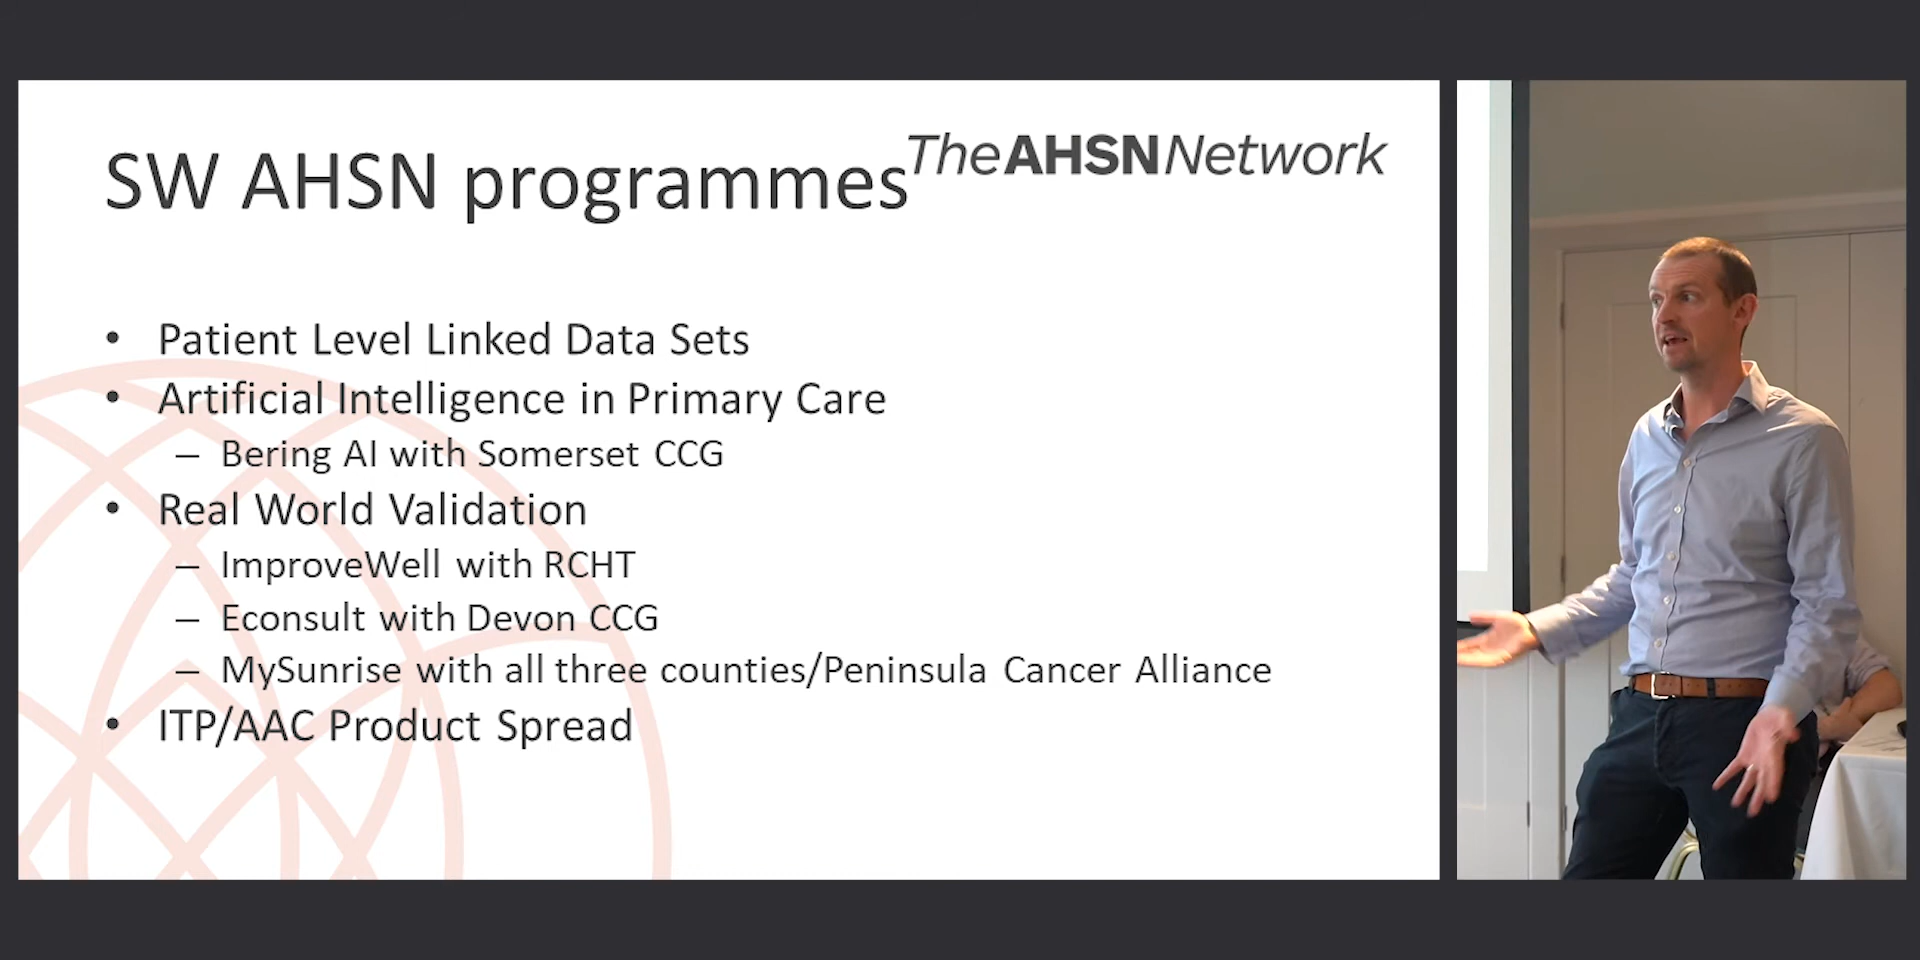 SW AHSN programmes
TheAHSNNetwork
• Patient Level Linked Data Sets
• Artificial Intelligence in Primary Care
– Bering AI with Somerset CCG
• Real World Validation
– ImproveWell with RCHT
– Econsult with Devon CCG
– MySunrise with all three counties/Peninsula Cancer Alliance
• ITP/AAC Product Spread